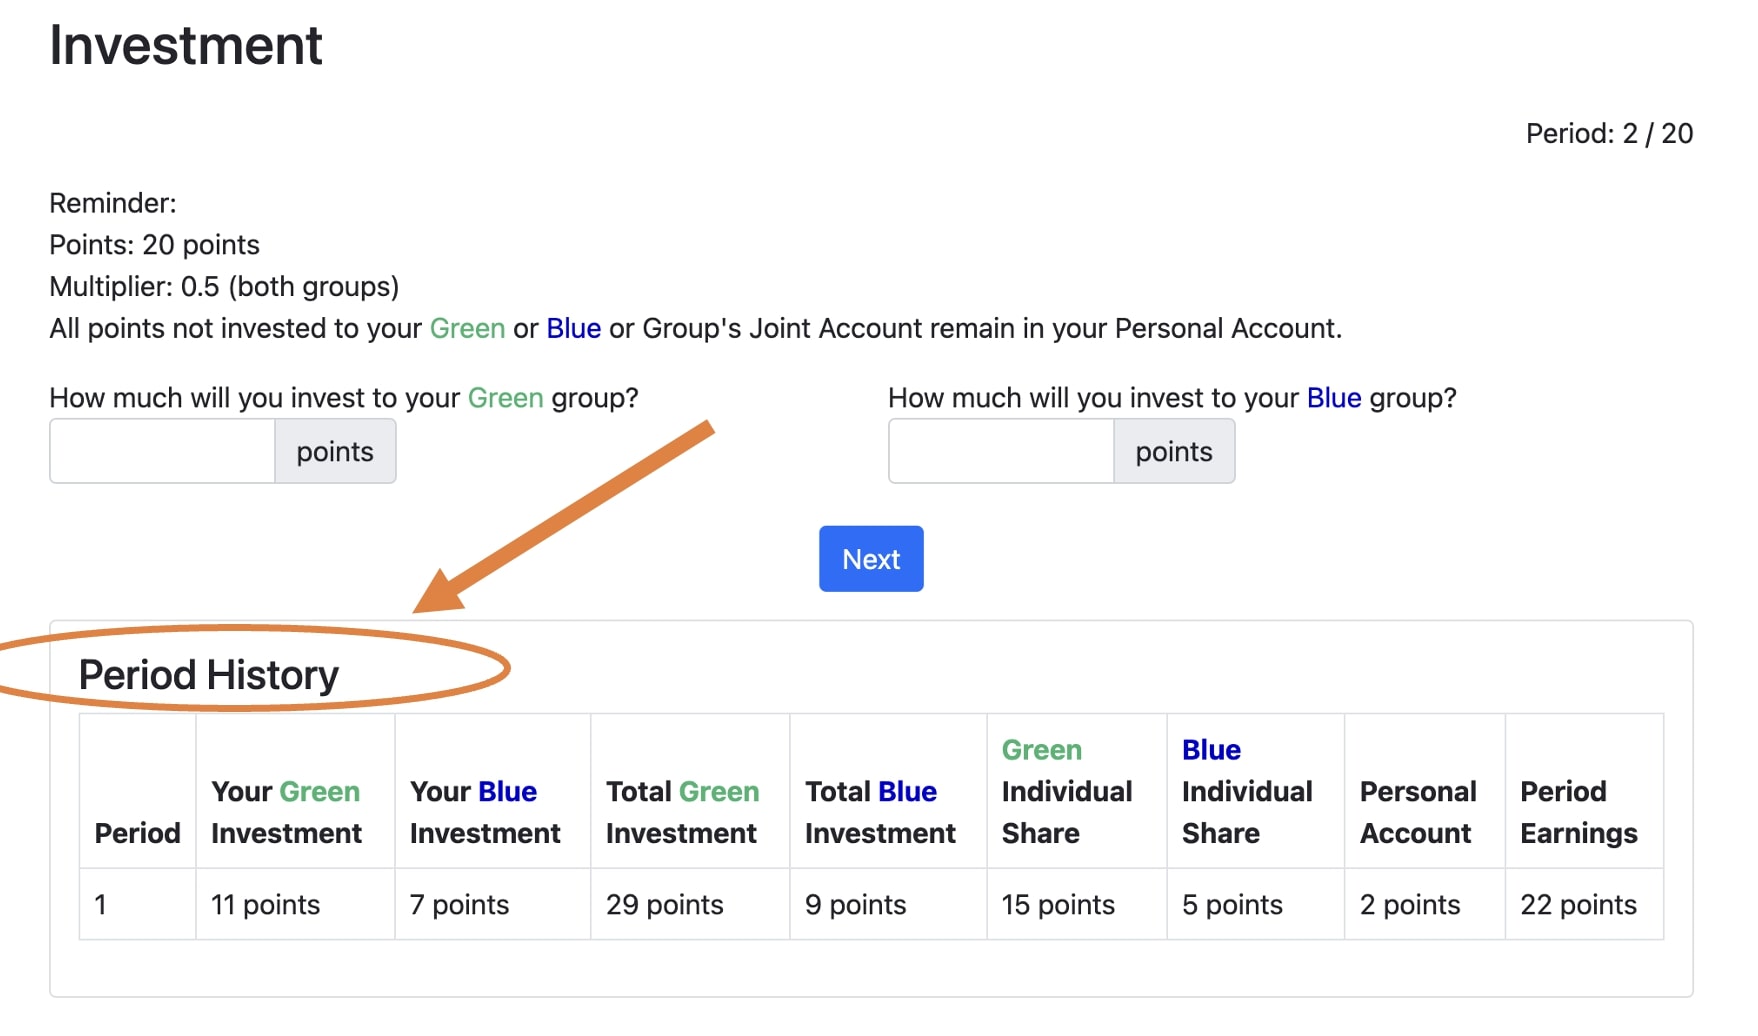 Investment
Period: 2 / 20
Reminder:
Points: 20 points
Multiplier: 0.5 (both groups)
All points not invested to your Green or Blue or Group's Joint Account remain in your Personal Account.
How much will you invest to your Green group?
points
How much will you invest to your Blue group?
points
Next
Period History
Period
Your Green
Investment
Your Blue
Investment
Total Green
Investment
Total Blue
Investment
Green
Individual
Share
Blue
Individual
Share
Personal
Account
Period
Earnings
1 11 points 7 points 29 points 9 points 15 points 5 points 2 points 22 points